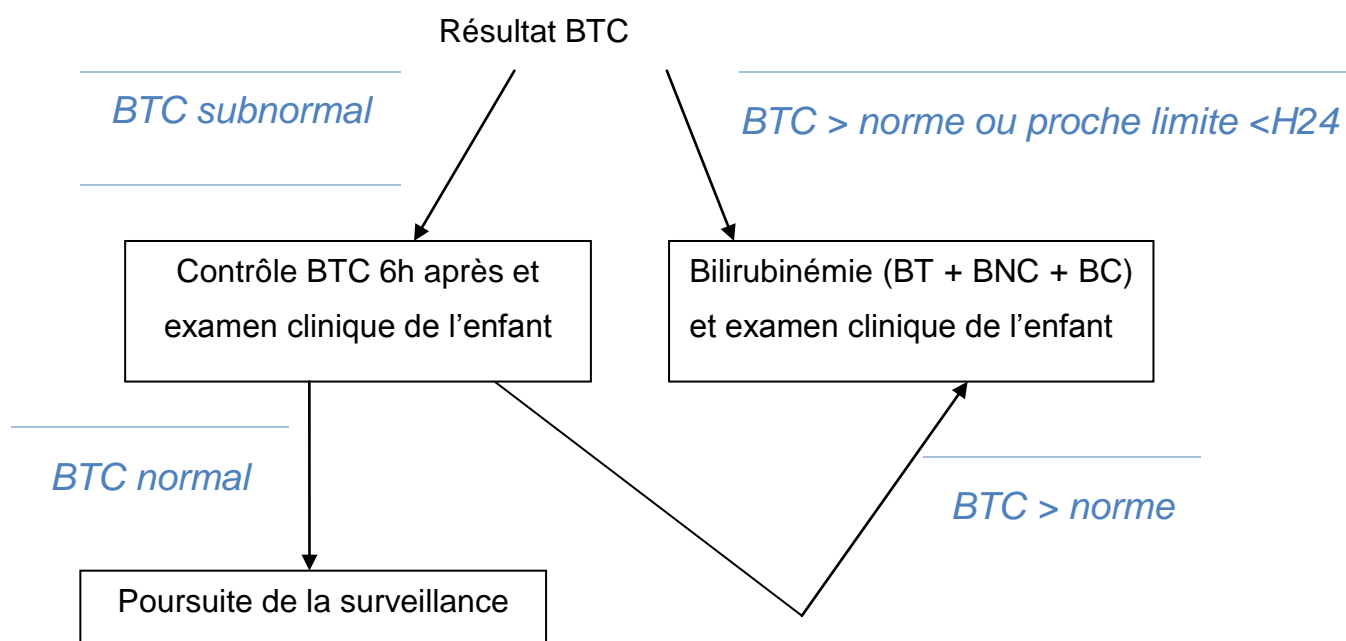 Résultat BTC
BTC subnormal
BTC > norme ou proche limite <H24
Contrôle BTC 6h après et
examen clinique de l’enfant
Bilirubinémie (BT + BNC + BC)
et examen clinique de l’enfant
BTC normal
BTC > norme
Poursuite de la surveillance